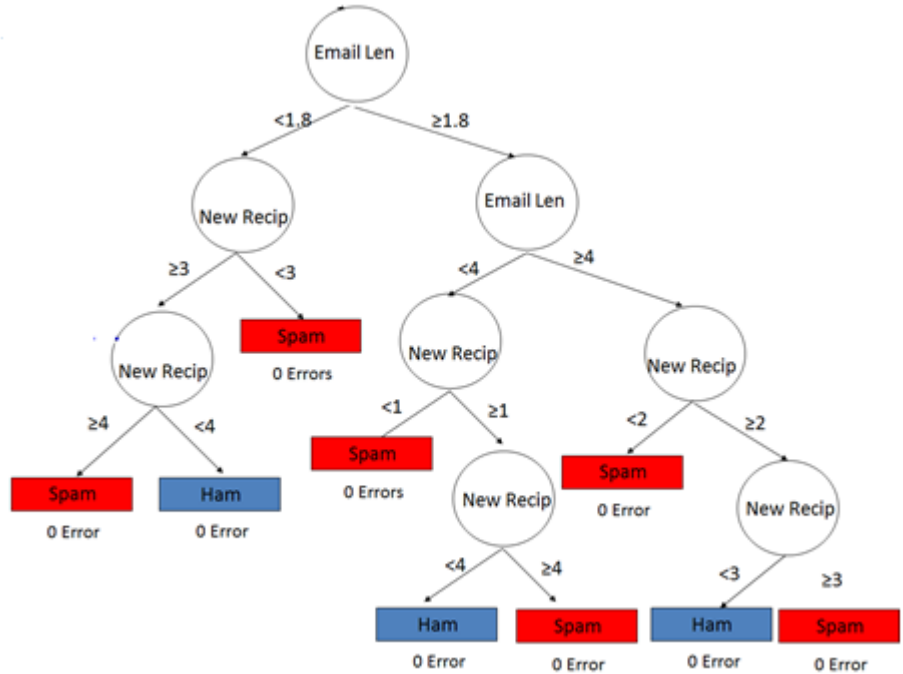 Email Len
<1.8
≥1.8
New Recip
Email Len
≥3
<3
<4
≥4
Spam
0 Errors
New Recip
New Recip
New Recip
≥4
<4
<1
≥1
<2
≥2
Spam
0 Errors
Spam
0 Error
Spam
0 Error
Ham
0 Error
New Recip
New Recip
<4
≥4
<3
≥3
Ham
Spam
Ham
Spam
0 Error
0 Error
0 Error
0 Error